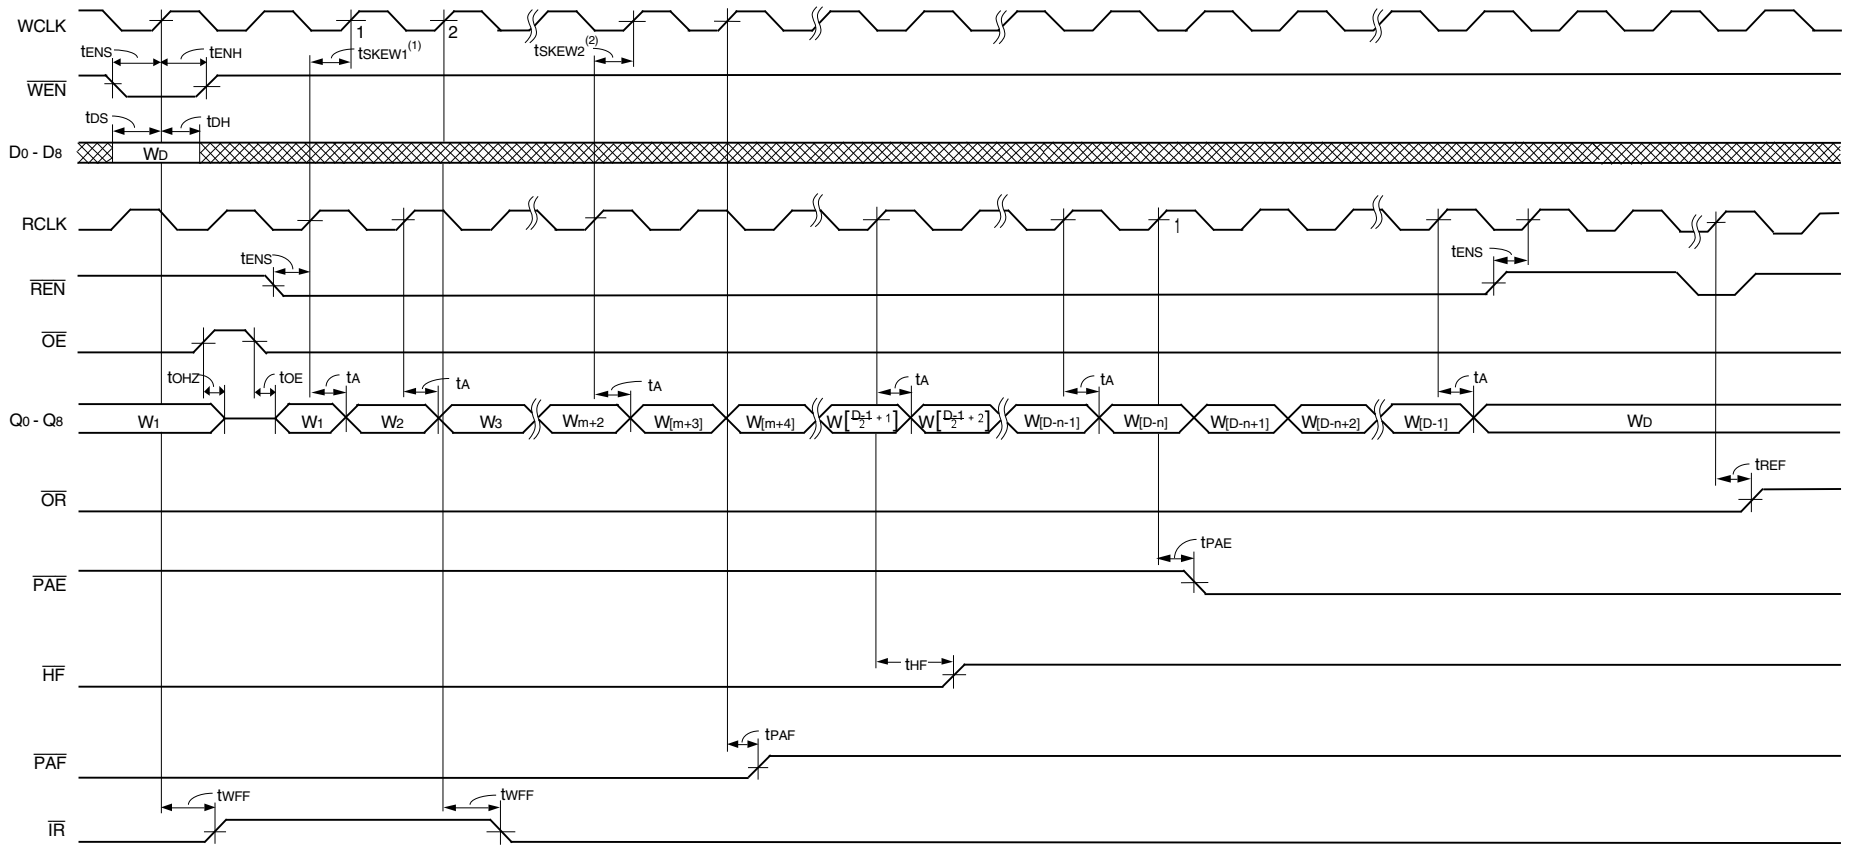 WCLK 1 2
tENS tENH tSKEW1(1) tSKEW2(2)
WEN
tDS tDH
D0 - D8 WD
RCLK 1
tENS tENS
REN
OE
tOHZ tOE tA tA tA tA tA tA
Q0 - Q8 W1 W1 W2 W3 Wm+2 W[m+3] W[m+4] W[D-1/2 + 1] W[D-1/2 + 2] W[D-n-1] W[D-n] W[D-n+1] W[D-n+2] W[D-1] WD
tREF
OR
tPAE
PAE
tHF
HF
tPAF
PAF
tWFF tWFF
IR